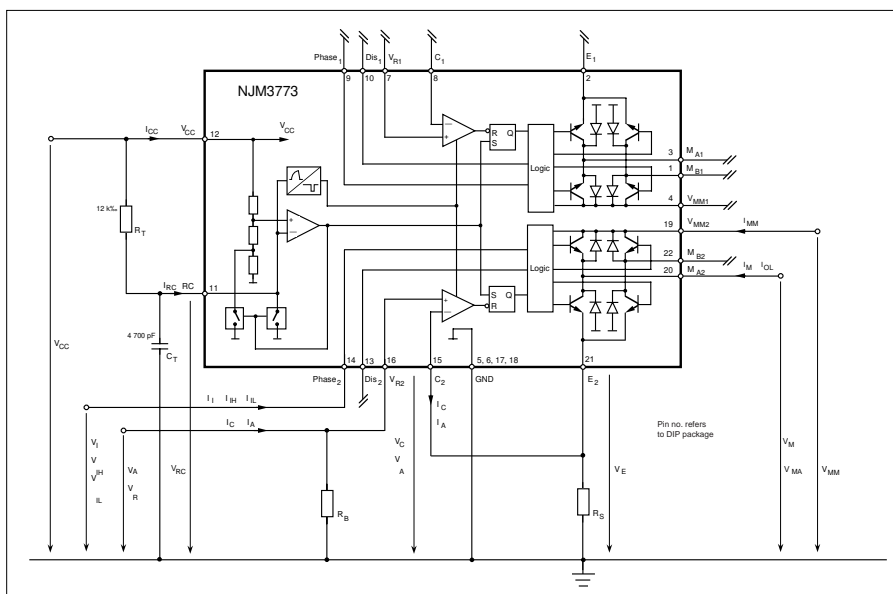 Phase1 Dis1 VR1 C1 E1
9 10 7 8 2
NJM3773
ICC VCC 12 VCC
R Q
S
Logic
3 MA1
1 MB1
4 VMM1
12 k‰
RT
+ –
– +
VMM2 IMM
19
22 MB2
20 MA2 IM IOL
Logic
S Q
R
+
–
IRC RC 11
4 700 pF
CT
14 13 16 15 5, 6, 17, 18 21
Phase2 Dis2 VR2 C2 GND E2
II IIH IIL
IC IA
IC
IA
Pin no. refers
to DIP package
VCC
VI
V IH
V IL
VA
VR
VRC
RB
VC
VA
RS
VE
VM
VMA
VMM